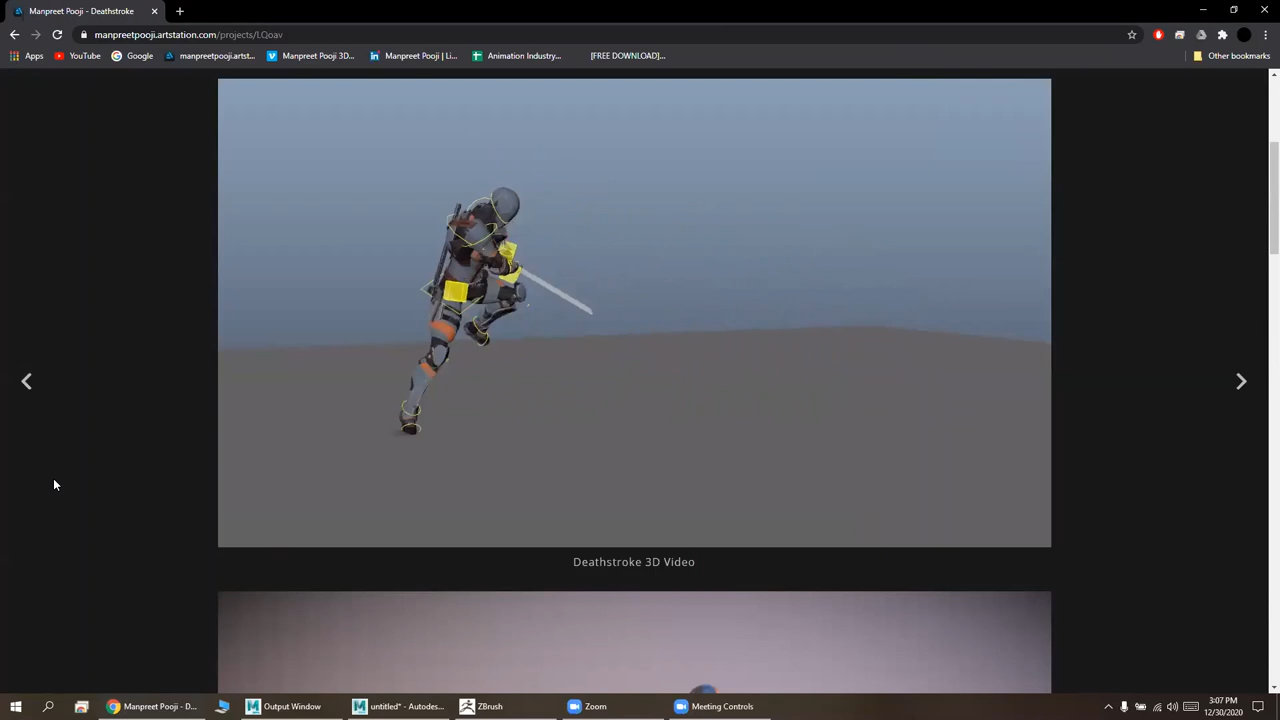 Manpreet Pooji - Deathstroke
manpreetpooji.artstation.com/projects/LQoav
Apps YouTube Google manpreetpooji.artst... Manpreet Pooji 3D... Manpreet Pooji | Li... Animation Industry... [FREE DOWNLOAD]... Other bookmarks
Deathstroke 3D Video
Manpreet Pooji - D... Output Window untitled* - Autodes... ZBrush Zoom Meeting Controls
3:07 PM
12/30/2020